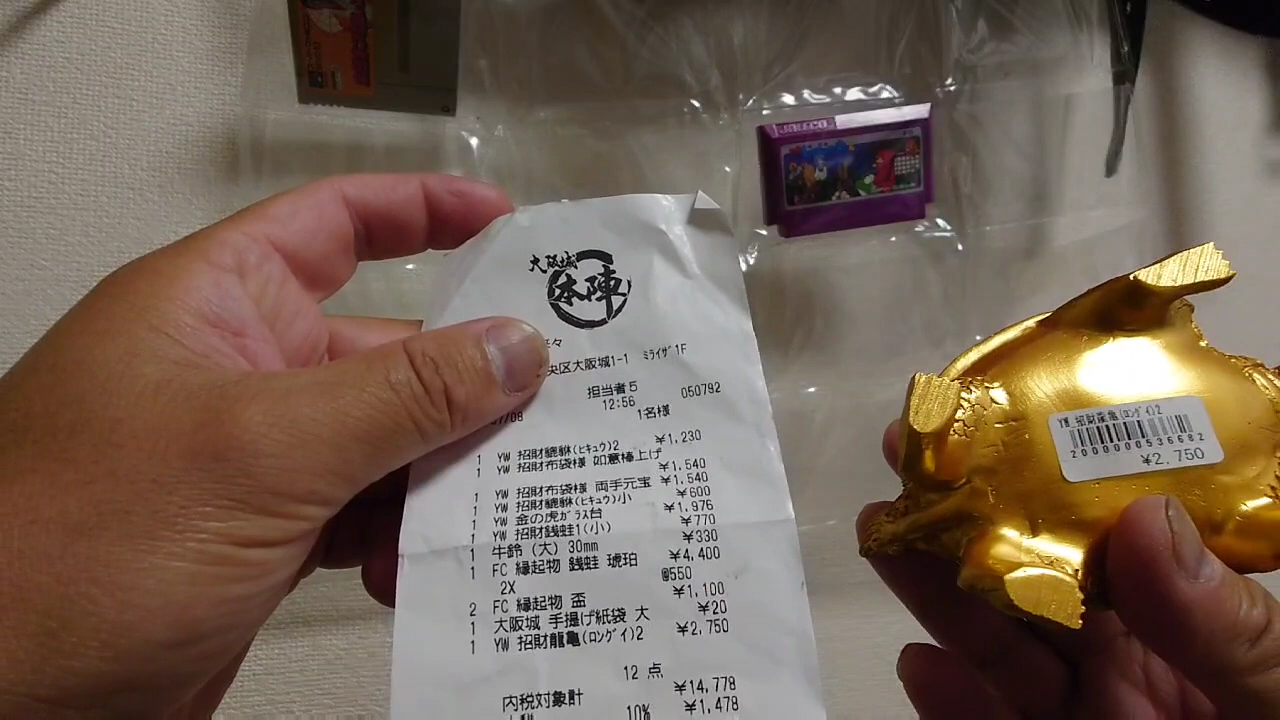 JALECO
大阪城
本陣
央区大阪城1-1 ミライザ1F
担当者5 050792
12:56
1名様
1 YW 招財貔貅(ヒキュウ)2 ¥1,230
1 YW 招財布袋様 如意棒上げ
¥1,540
1 YW 招財布袋様 両手元宝 ¥1,540
1 YW 招財貔貅(ヒキュウ)小 ¥600
1 YW 金の虎ガラス台 ¥1,976
1 YW 招財銭蛙1(小) ¥770
1 牛鈴 (大) 30mm ¥330
1 FC 縁起物 銭蛙 琥珀 ¥4,400
2X @550
2 FC 縁起物 盃 ¥1,100
1 大阪城 手提げ紙袋 大 ¥20
1 YW 招財龍亀(ロングイ)2 ¥2,750
12 点
内税対象計 ¥14,778
10% ¥1,478
YW 招財龍亀(ロングイ)2
2000000536682
¥2,750